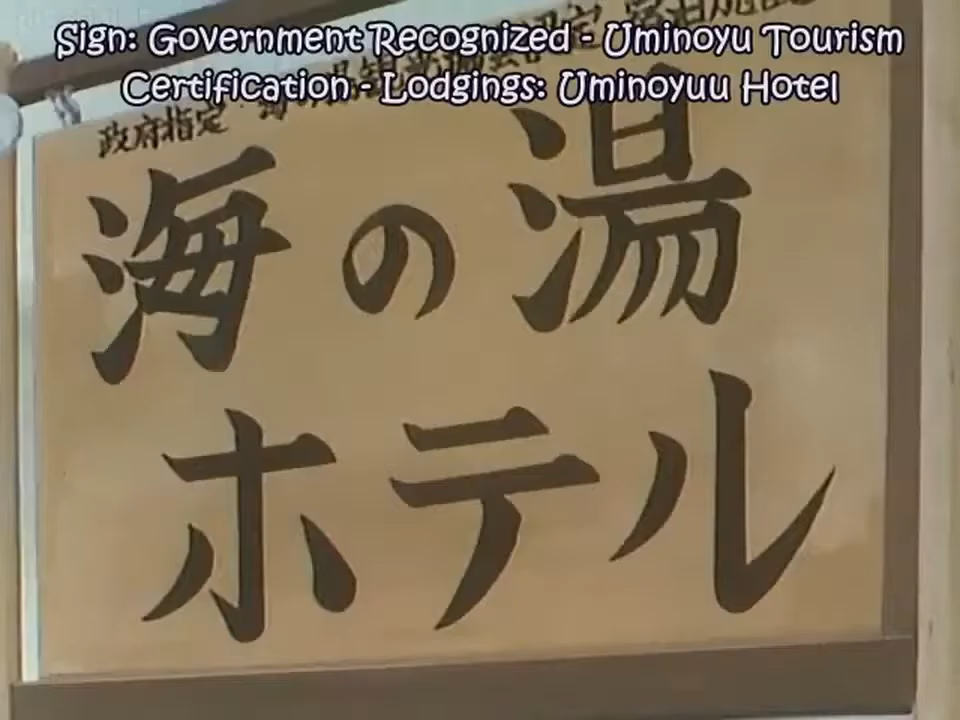 Sign: Government Recognized - Uminoyu Tourism
Certification - Lodgings: Uminoyuu Hotel
政府指定
海の湯
ホテル